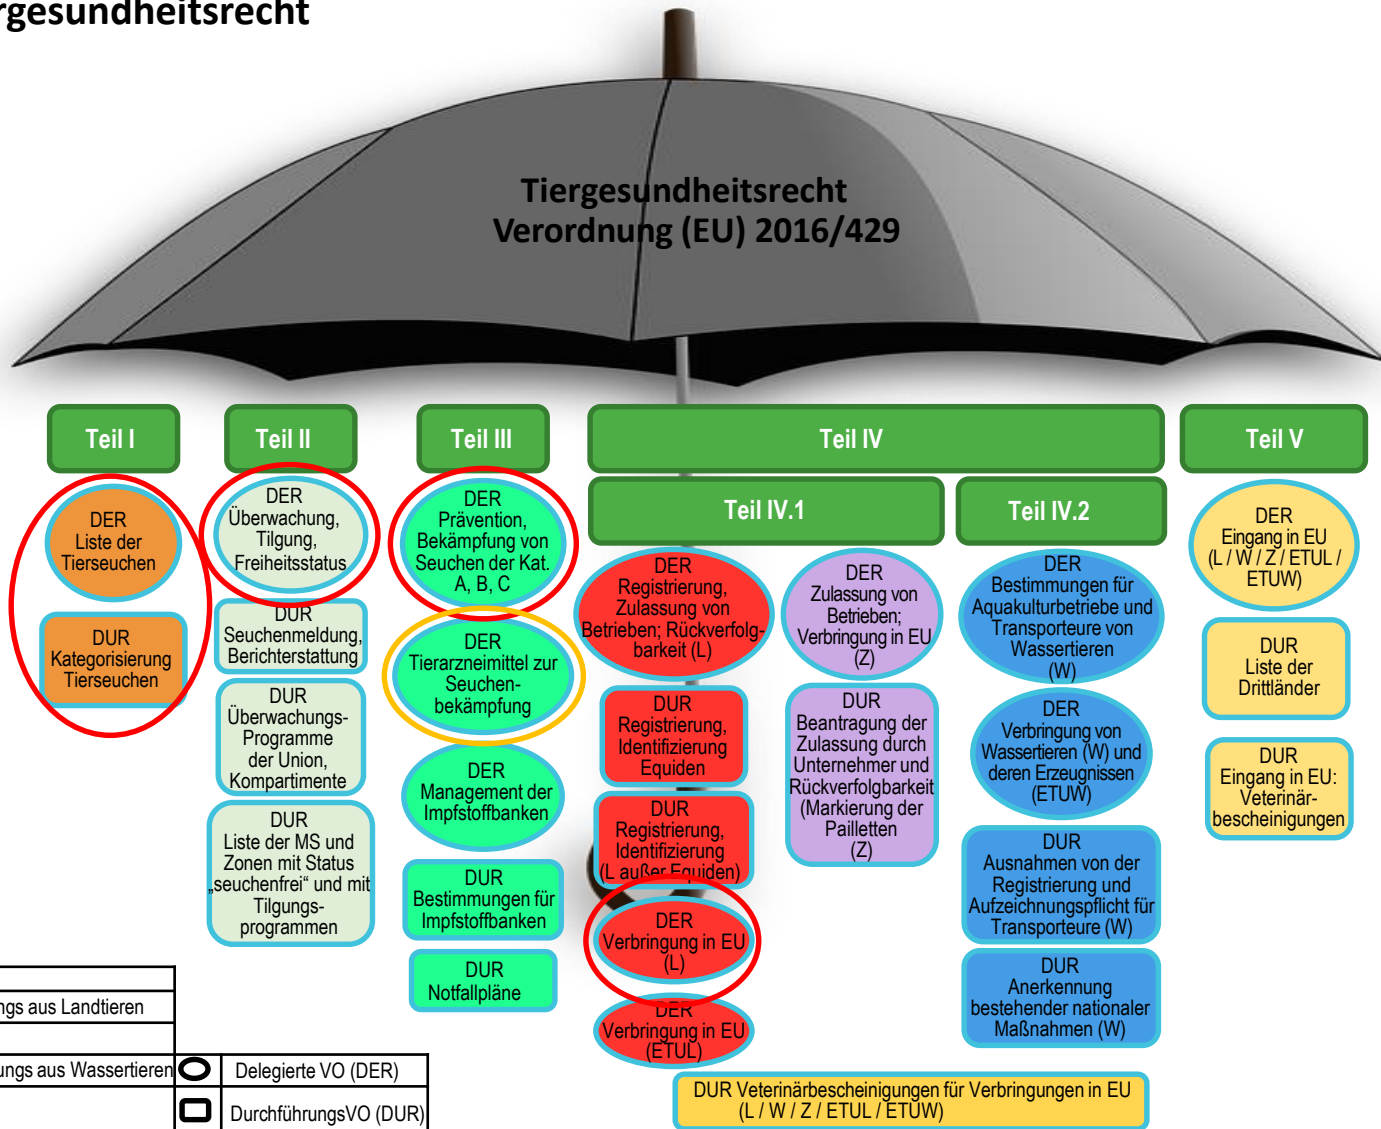 rgesundheitsrecht
Tiergesundheitsrecht
Verordnung (EU) 2016/429
Teil I
Teil II
Teil III
Teil IV
Teil V
Teil IV.1
Teil IV.2
DER
Liste der
Tierseuchen
DUR
Kategorisierung
Tierseuchen
DER
Überwachung,
Tilgung,
Freiheitsstatus
DUR
Seuchenmeldung,
Berichterstattung
DUR
Überwachungs-
Programme
der Union,
Kompartimente
DUR
Liste der MS und
Zonen mit Status
„seuchenfrei“ und mit
Tilgungs-
programmen
DER
Prävention,
Bekämpfung von
Seuchen der Kat.
A, B, C
DER
Tierarzneimittel zur
Seuchen-
bekämpfung
DER
Management der
Impfstoffbanken
DUR
Bestimmungen für
Impfstoffbanken
DUR
Notfallpläne
DER
Registrierung,
Zulassung von
Betrieben; Rückverfolg-
barkeit (L)
DUR
Registrierung,
Identifizierung
Equiden
DUR
Registrierung,
Identifizierung
(L außer Equiden)
DER
Verbringung in EU
(L)
DER
Verbringung in EU
(ETUL)
DER
Zulassung von
Betrieben;
Verbringung in EU
(Z)
DUR
Beantragung der
Zulassung durch
Unternehmer und
Rückverfolgbarkeit
(Markierung der
Pailletten
(Z)
DER
Bestimmungen für
Aquakulturbetriebe und
Transporteure von
Wassertieren
(W)
DER
Verbringung von
Wassertieren (W) und
deren Erzeugnissen
(ETUW)
DUR
Ausnahmen von der
Registrierung und
Aufzeichnungspflicht für
Transporteure (W)
DUR
Anerkennung
bestehender nationaler
Maßnahmen (W)
DER
Eingang in EU
(L / W / Z / ETUL /
ETUW)
DUR
Liste der
Drittländer
DUR
Eingang in EU:
Veterinär-
bescheinigungen
DUR Veterinärbescheinigungen für Verbringungen in EU
(L / W / Z / ETUL / ETUW)
ngs aus Landtieren
ungs aus Wassertieren
Delegierte VO (DER)
DurchführungsVO (DUR)